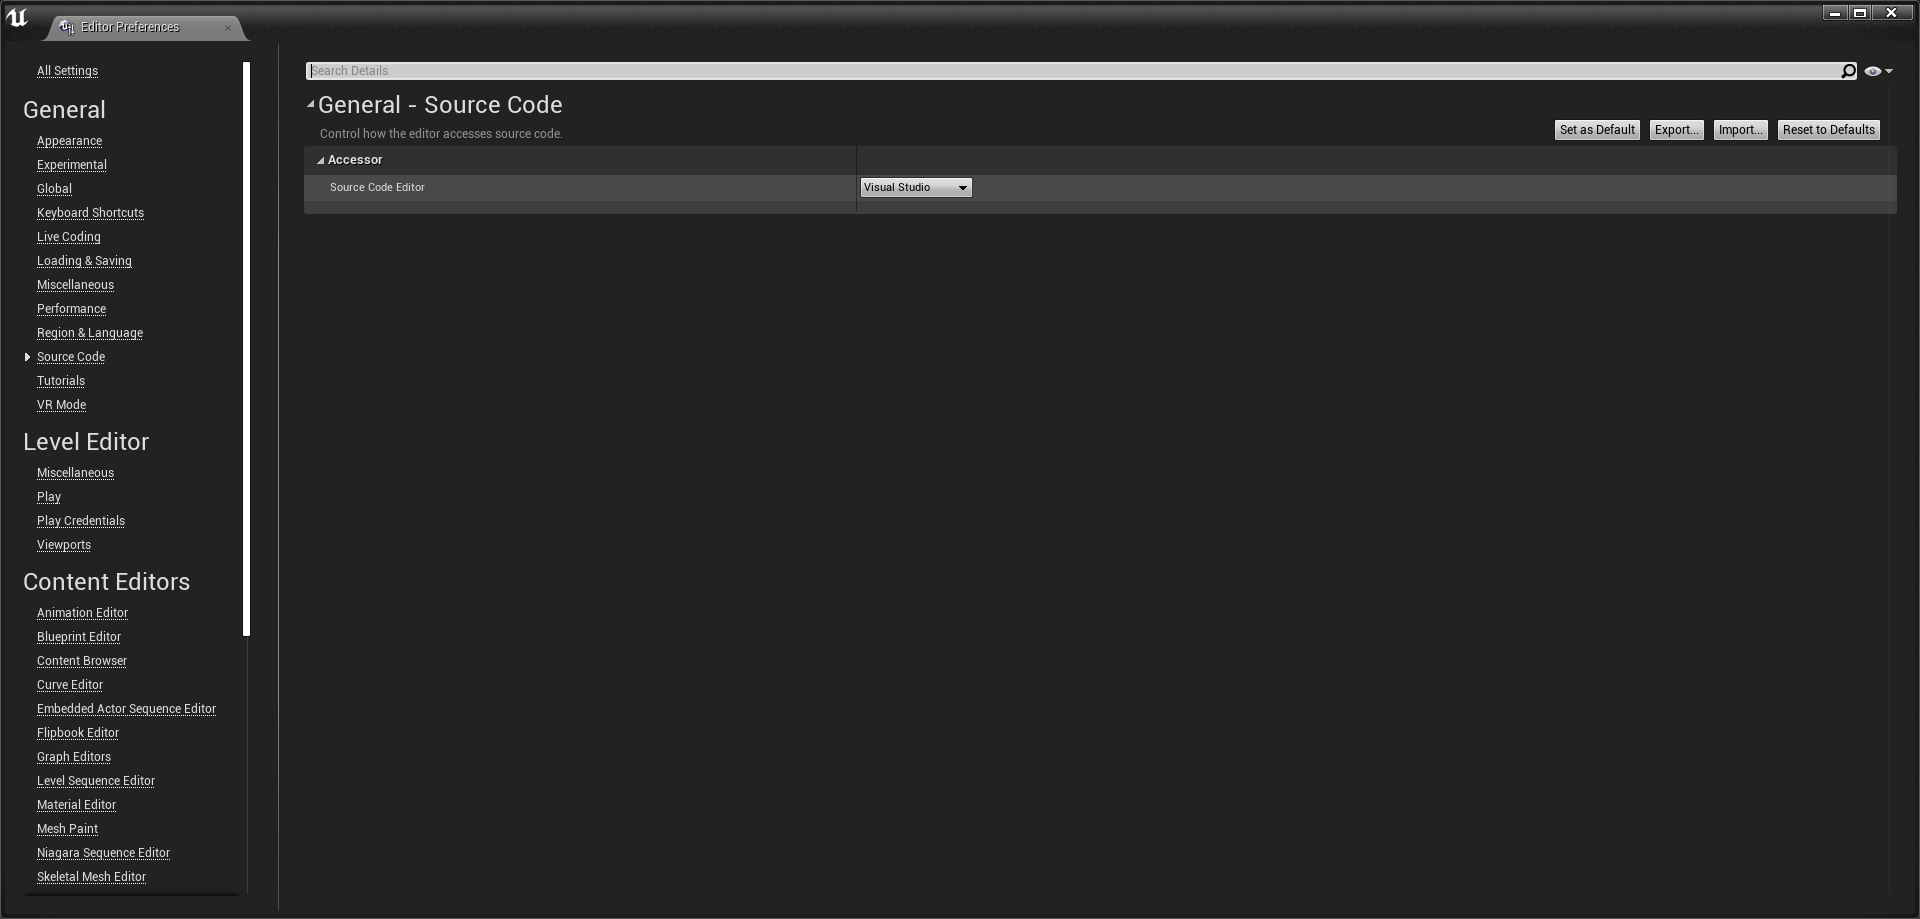 Editor Preferences
All Settings
General
Appearance
Experimental
Global
Keyboard Shortcuts
Live Coding
Loading & Saving
Miscellaneous
Performance
Region & Language
Source Code
Tutorials
VR Mode
Level Editor
Miscellaneous
Play
Play Credentials
Viewports
Content Editors
Animation Editor
Blueprint Editor
Content Browser
Curve Editor
Embedded Actor Sequence Editor
Flipbook Editor
Graph Editors
Level Sequence Editor
Material Editor
Mesh Paint
Niagara Sequence Editor
Skeletal Mesh Editor
Search Details
General - Source Code
Control how the editor accesses source code.
Set as Default Export... Import... Reset to Defaults
Accessor
Source Code Editor Visual Studio